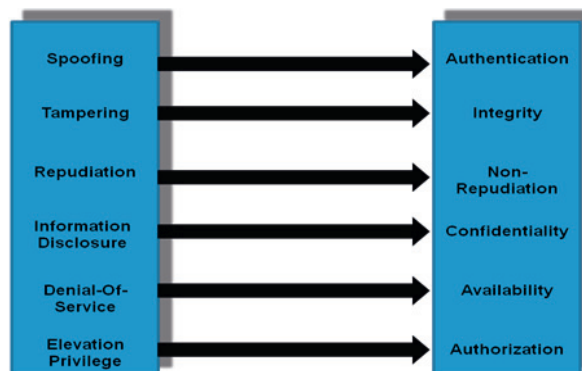 Spoofing
Authentication
Tampering
Integrity
Repudiation
Non-
Repudiation
Information
Disclosure
Confidentiality
Denial-Of-
Service
Availability
Elevation
Privilege
Authorization